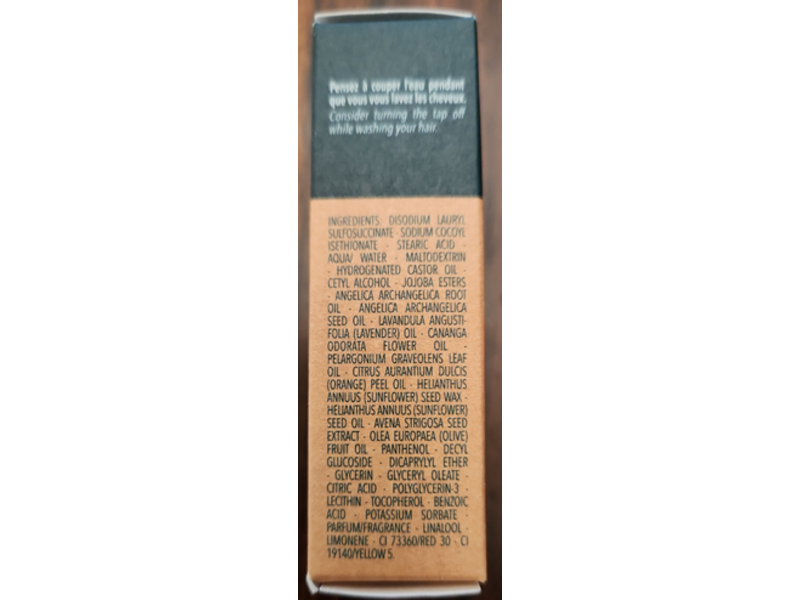 Pensez à couper l'eau pendant
que vous vous lavez les cheveux.
Consider turning the tap off
while washing your hair.
INGREDIENTS: DISODIUM LAURYL
SULFOSUCCINATE · SODIUM COCOYL
ISETHIONATE · STEARIC ACID ·
AQUA/ WATER · MALTODEXTRIN
· HYDROGENATED CASTOR OIL ·
CETYL ALCOHOL · JOJOBA ESTERS
· ANGELICA ARCHANGELICA ROOT
OIL · ANGELICA ARCHANGELICA
SEED OIL · LAVANDULA ANGUSTI-
FOLIA (LAVENDER) OIL · CANANGA
ODORATA FLOWER OIL ·
PELARGONIUM GRAVEOLENS LEAF
OIL · CITRUS AURANTIUM DULCIS
(ORANGE) PEEL OIL · HELIANTHUS
ANNUUS (SUNFLOWER) SEED WAX ·
HELIANTHUS ANNUUS (SUNFLOWER)
SEED OIL · AVENA STRIGOSA SEED
EXTRACT · OLEA EUROPAEA (OLIVE)
FRUIT OIL · PANTHENOL · DECYL
GLUCOSIDE · DICAPRYLYL ETHER
· GLYCERIN · GLYCERYL OLEATE ·
CITRIC ACID · POLYGLYCERIN-3 ·
LECITHIN · TOCOPHEROL · BENZOIC
ACID · POTASSIUM SORBATE ·
PARFUM/FRAGRANCE · LINALOOL ·
LIMONENE · CI 73360/RED 30 · CI
19140/YELLOW 5.